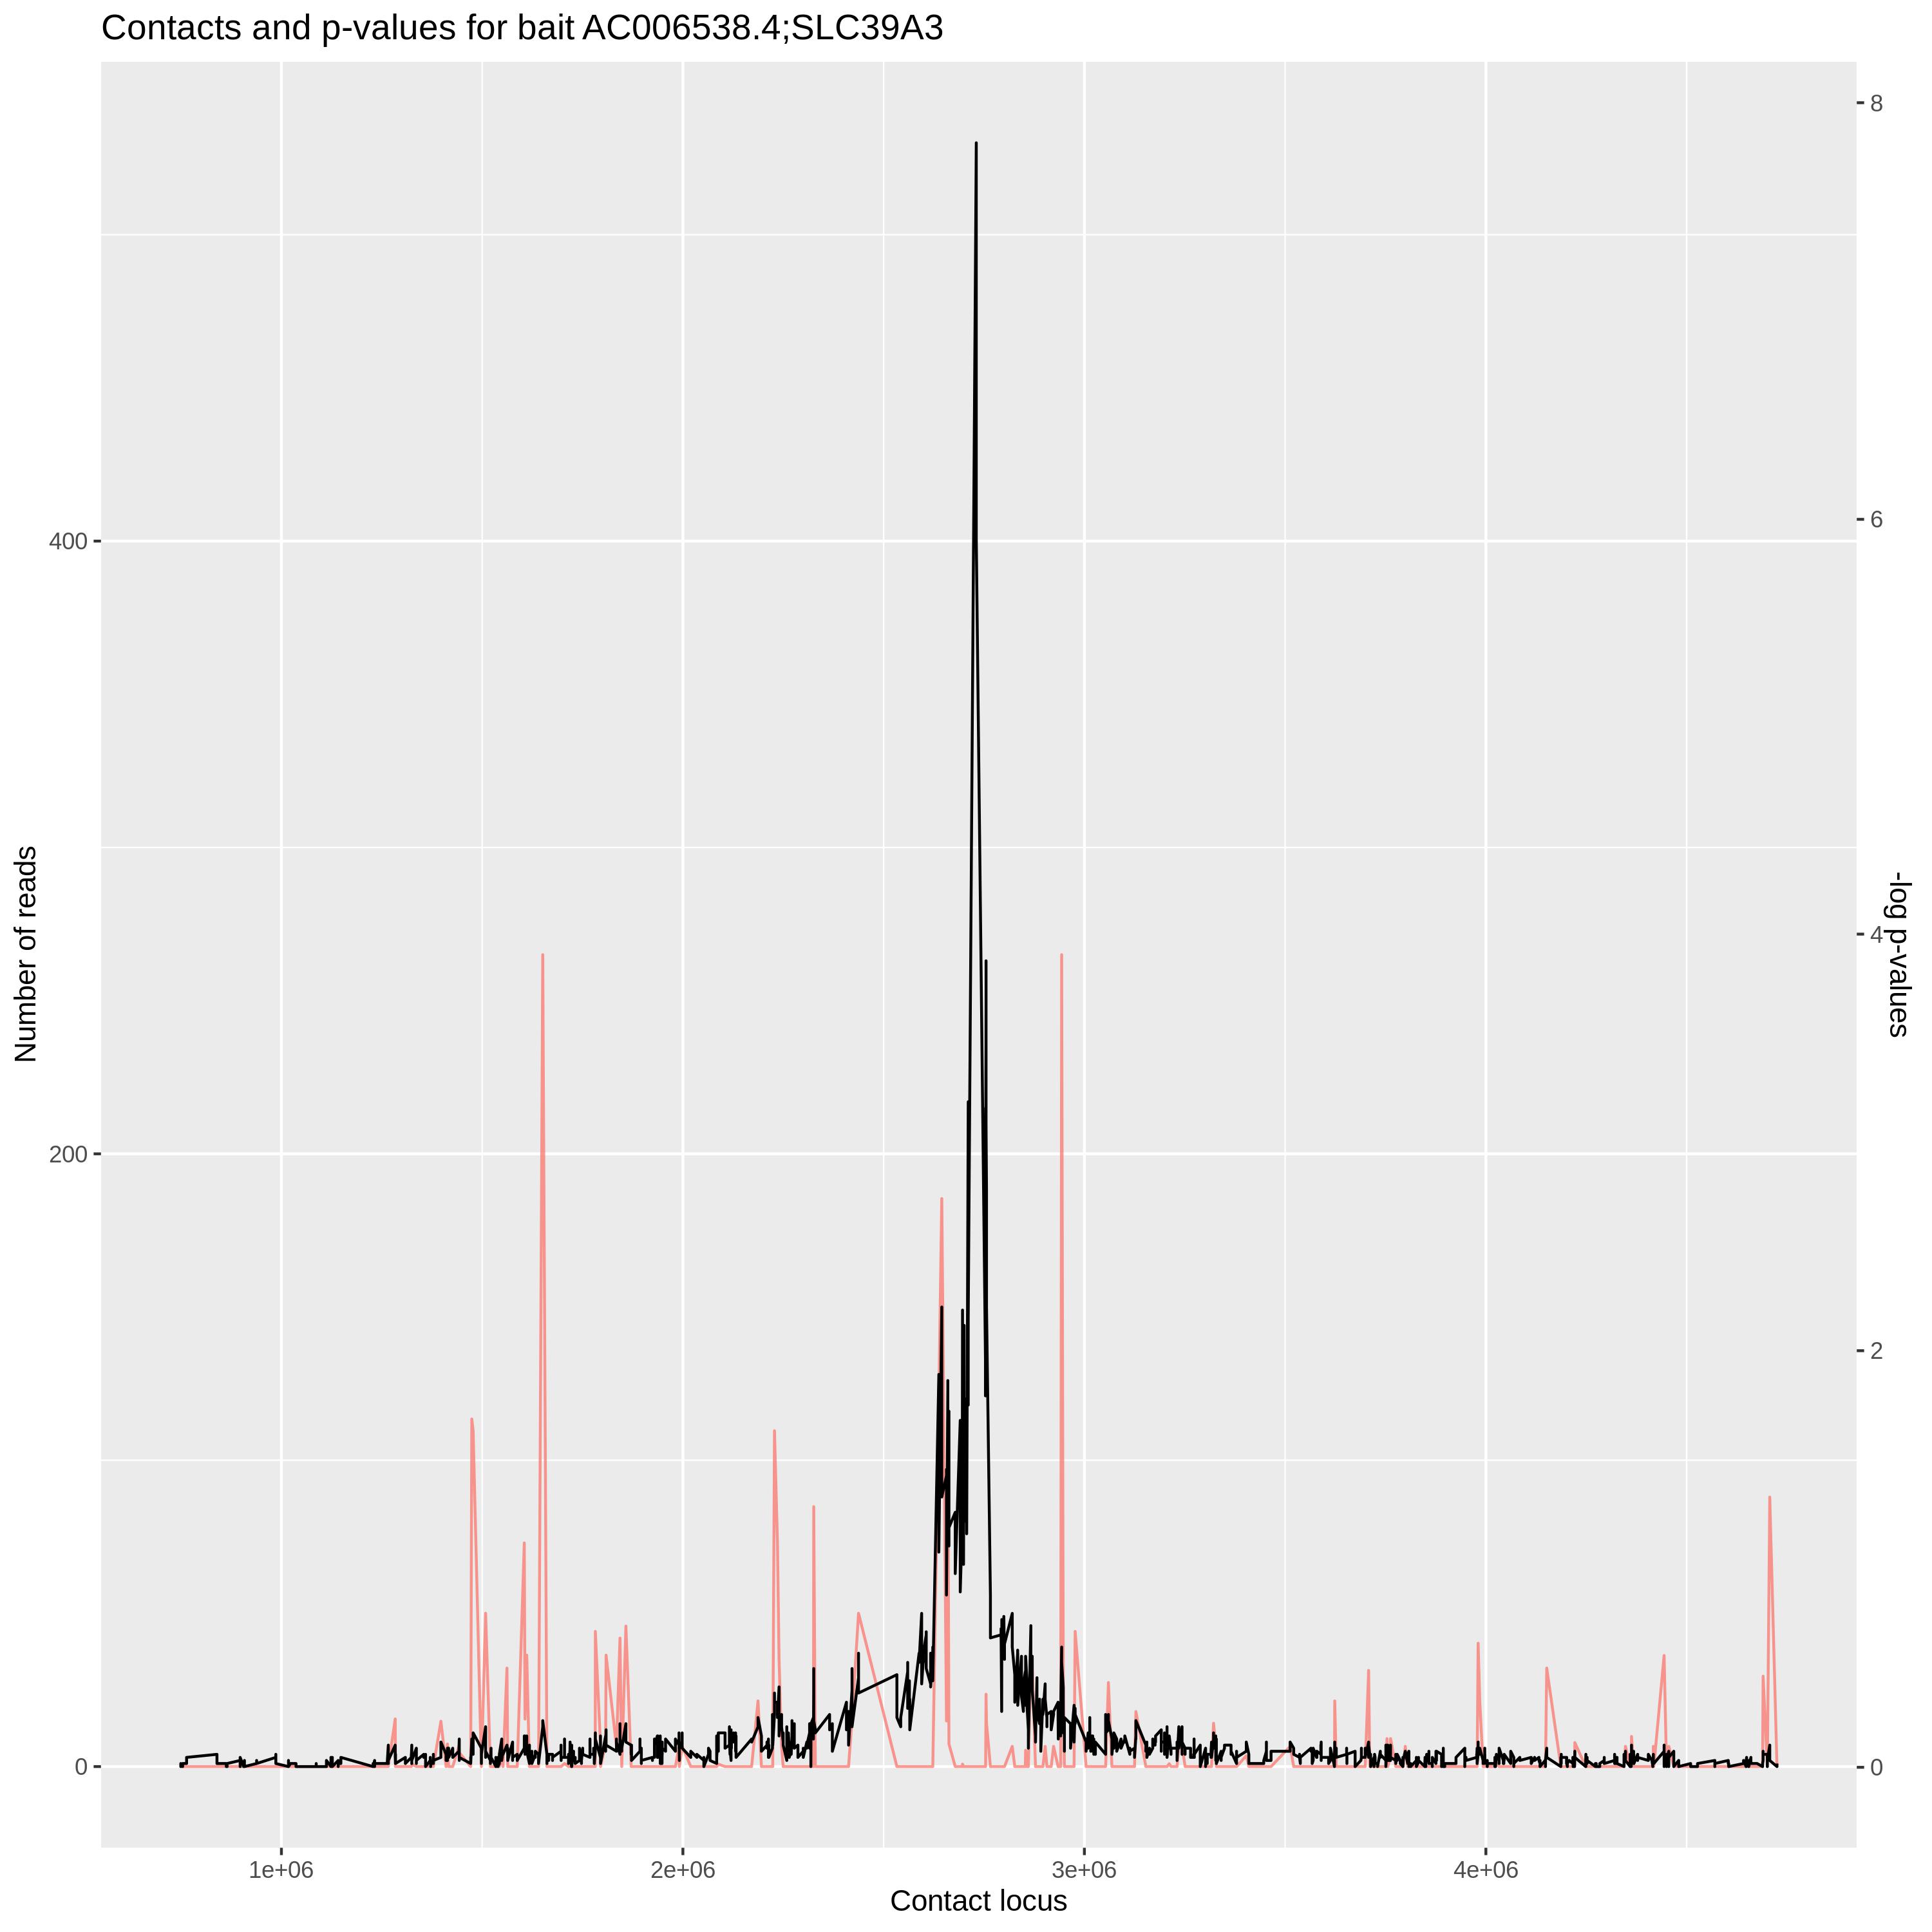 Contacts and p-values for bait AC006538.4;SLC39A3
Number of reads
400
200
0
8
6
4
2
0
-log p-values
1e+06
2e+06
3e+06
4e+06
Contact locus